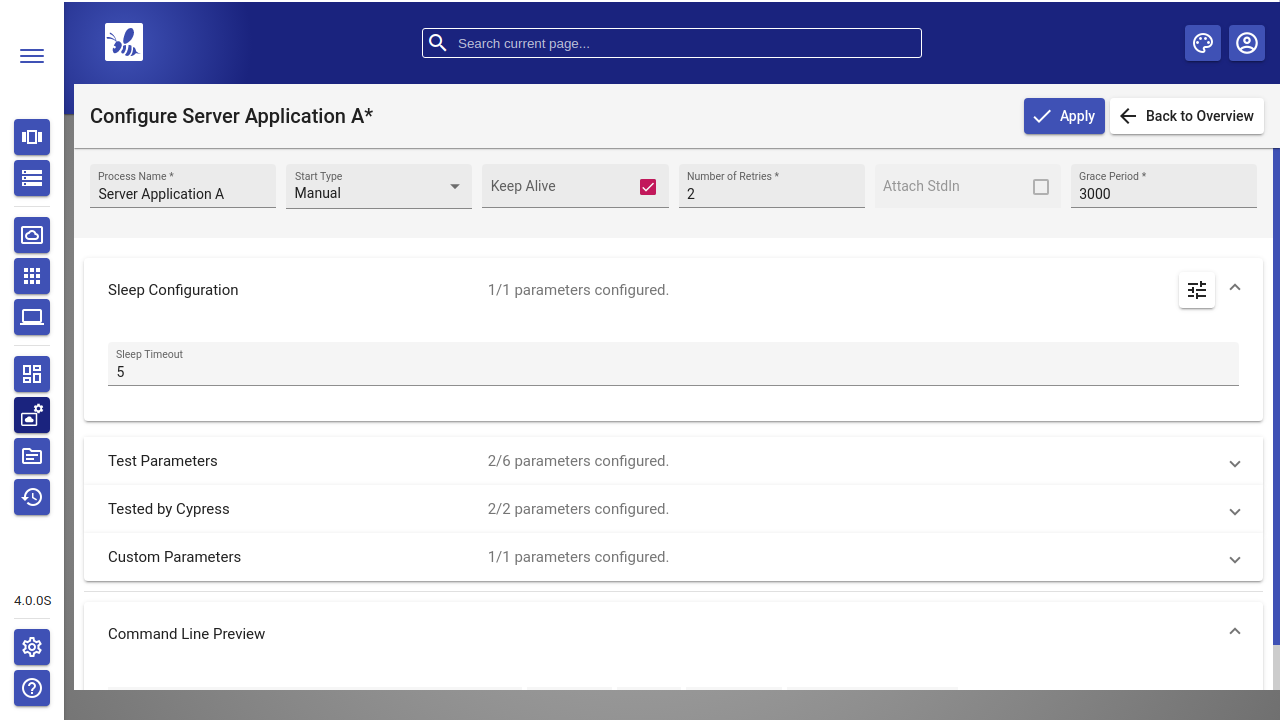 Search current page...
Configure Server Application A*
Apply
Back to Overview
Process Name *
Server Application A
Start Type
Manual
Keep Alive
Number of Retries *
2
Attach StdIn
Grace Period *
3000
Sleep Configuration
1/1 parameters configured.
Sleep Timeout
5
Test Parameters
2/6 parameters configured.
Tested by Cypress
2/2 parameters configured.
Custom Parameters
1/1 parameters configured.
Command Line Preview
4.0.0S